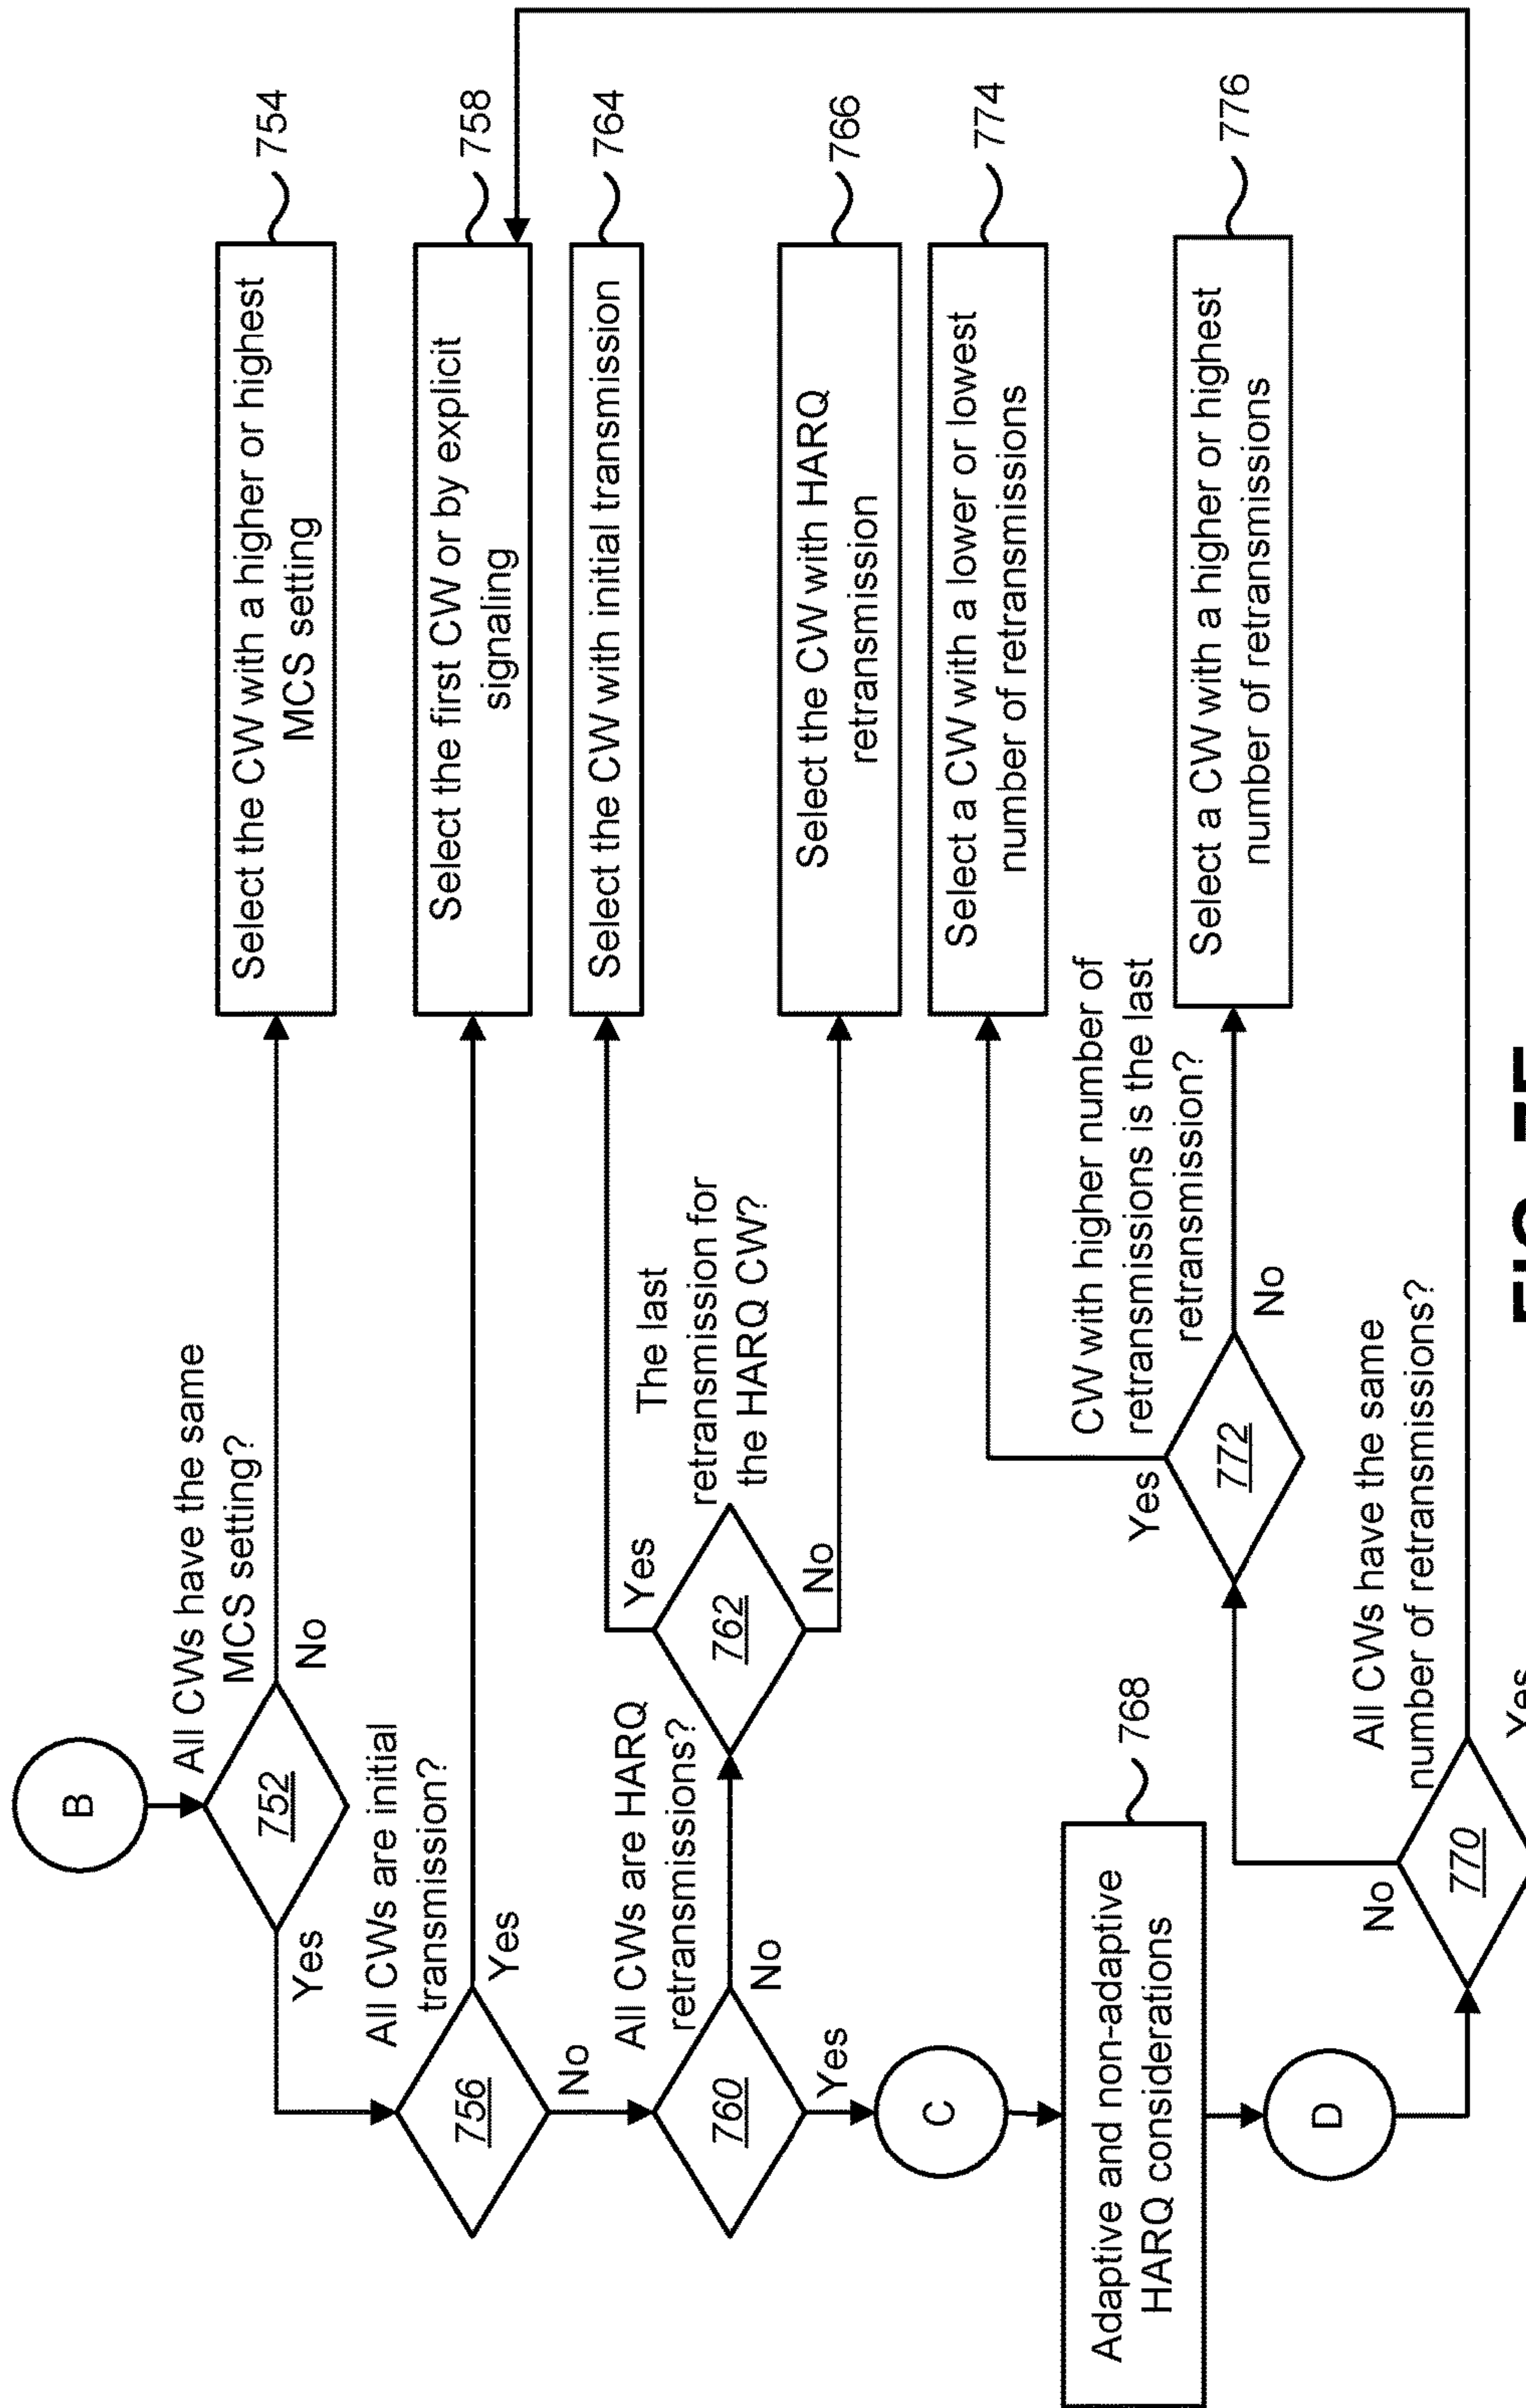 B
All CWs have the same
MCS setting?
752
No
Yes
Select the CW with a higher or highest
MCS setting
754
All CWs are initial
transmission?
756
Yes
No
Select the first CW or by explicit
signaling
758
All CWs are HARQ
retransmissions?
760
No
Yes
The last
retransmission for
the HARQ CW?
762
Yes
No
Select the CW with initial transmission
764
Select the CW with HARQ
retransmission
766
C
Adaptive and non-adaptive
HARQ considerations
768
D
All CWs have the same
number of retransmissions?
770
No
Yes
CW with higher number of
retransmissions is the last
retransmission?
772
Yes
No
Select a CW with a lower or lowest
number of retransmissions
774
Select a CW with a higher or highest
number of retransmissions
776